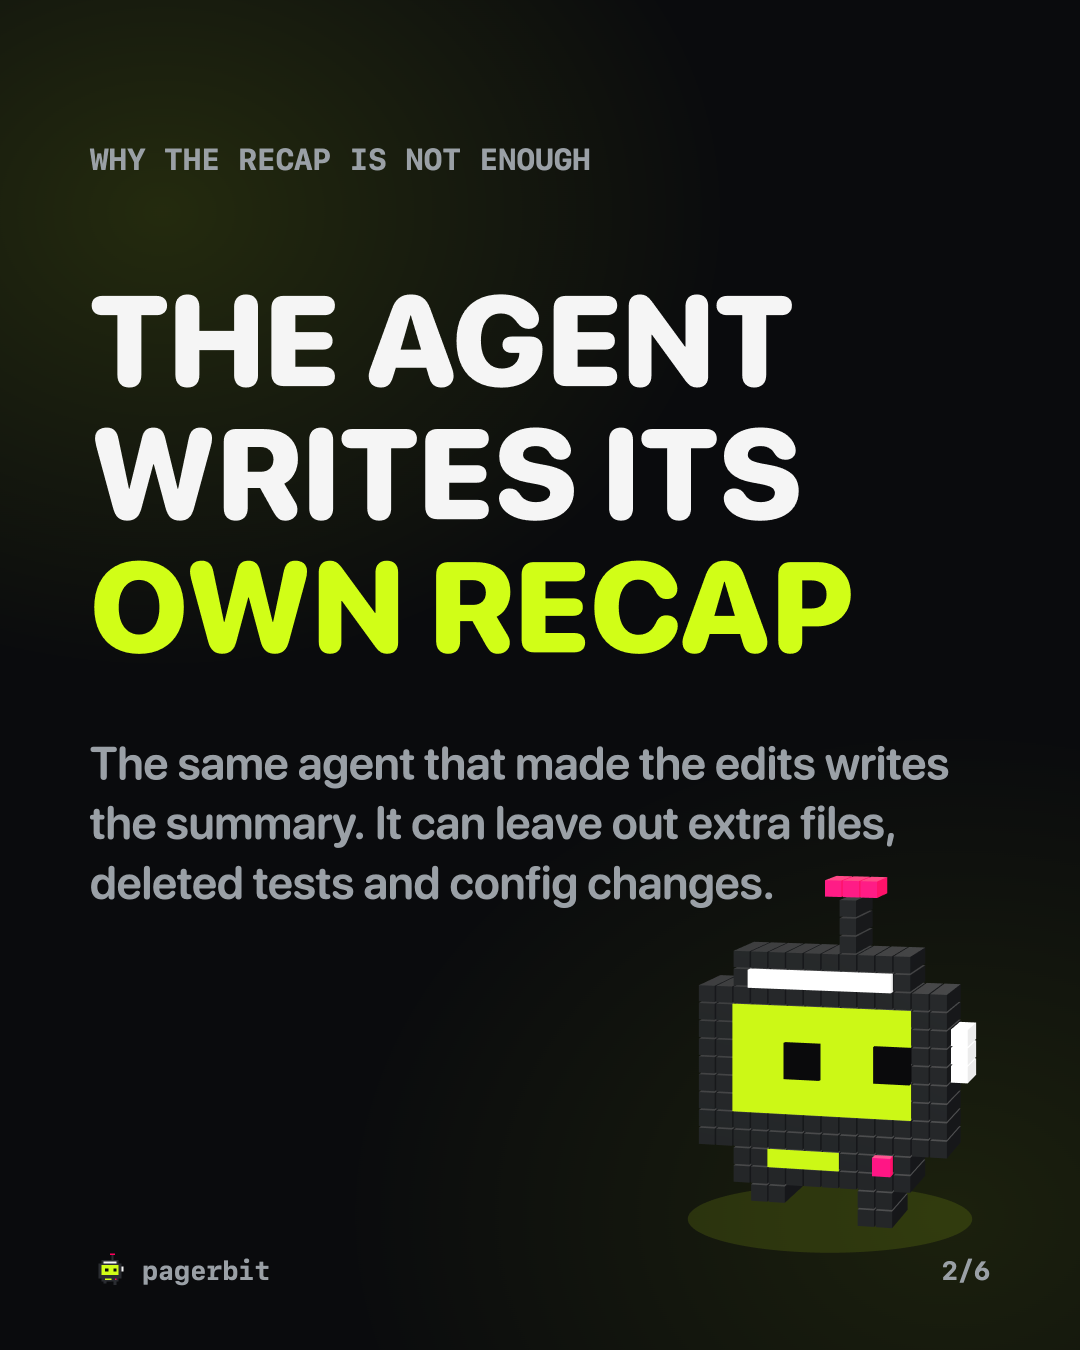 WHY THE RECAP IS NOT ENOUGH
THE AGENT
WRITES ITS
OWN RECAP
The same agent that made the edits writes
the summary. It can leave out extra files,
deleted tests and config changes.
pagerbit
2/6